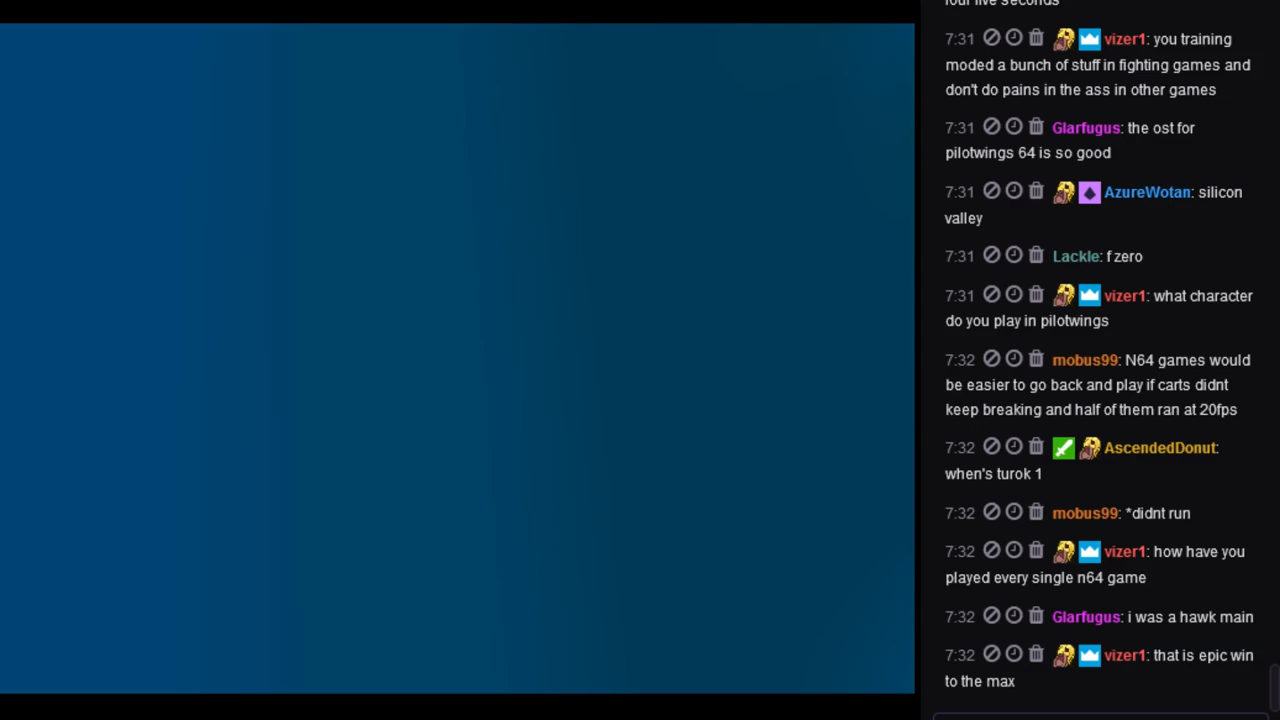 four five seconds
7:31 vizer1: you training
moded a bunch of stuff in fighting games and
don't do pains in the ass in other games
7:31 Glarfugus: the ost for
pilotwings 64 is so good
7:31 AzureWotan: silicon
valley
7:31 Lackle: f zero
7:31 vizer1: what character
do you play in pilotwings
7:32 mobus99: N64 games would
be easier to go back and play if carts didnt
keep breaking and half of them ran at 20fps
7:32 AscendedDonut:
when's turok 1
7:32 mobus99: *didnt run
7:32 vizer1: how have you
played every single n64 game
7:32 Glarfugus: i was a hawk main
7:32 vizer1: that is epic win
to the max